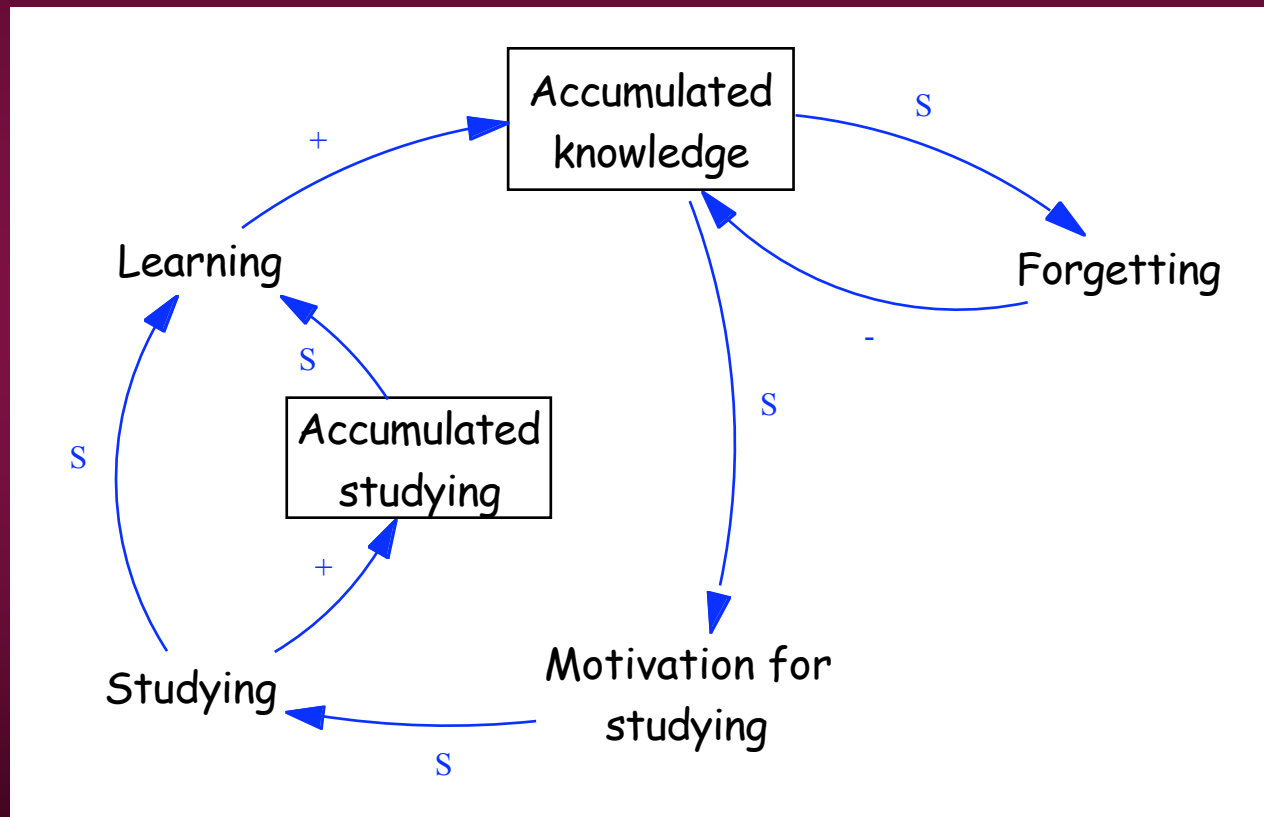 Accumulated
knowledge
S
+
Learning
Forgetting
-
S
S
Accumulated
studying
S
+
Motivation for
studying
Studying
S